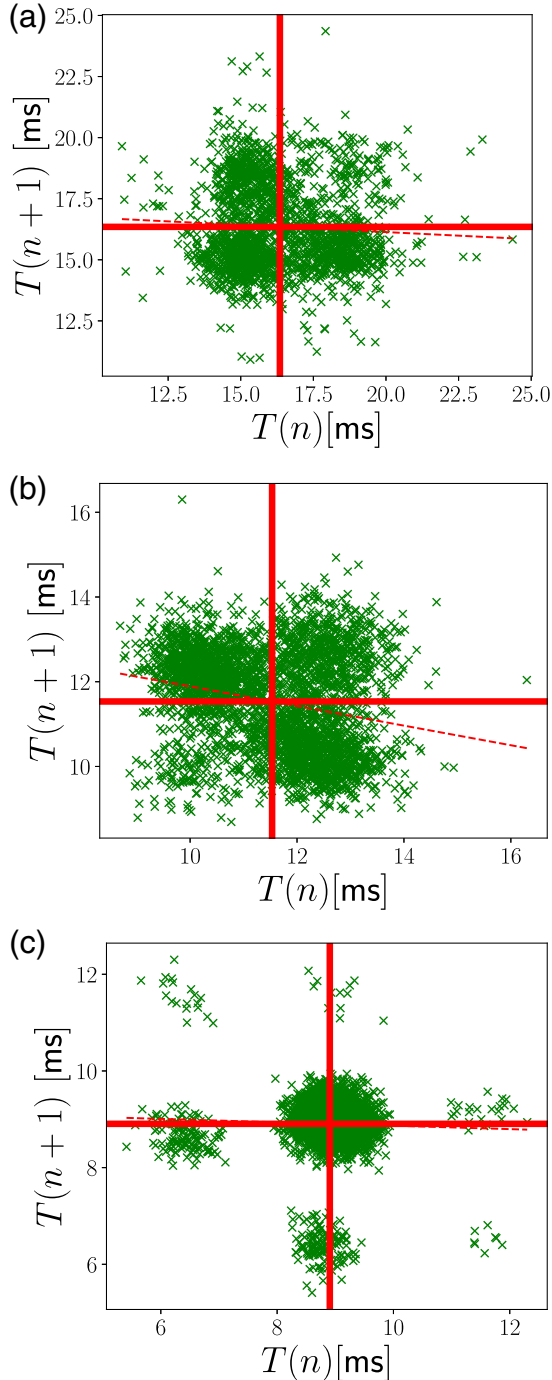 (a)
25.0
22.5
20.0
17.5
15.0
12.5
T(n + 1) [ms]
12.5 15.0 17.5 20.0 22.5 25.0
T(n)[ms]
(b)
16
14
12
10
T(n + 1) [ms]
10 12 14 16
T(n)[ms]
(c)
12
10
8
6
T(n + 1) [ms]
6 8 10 12
T(n)[ms]